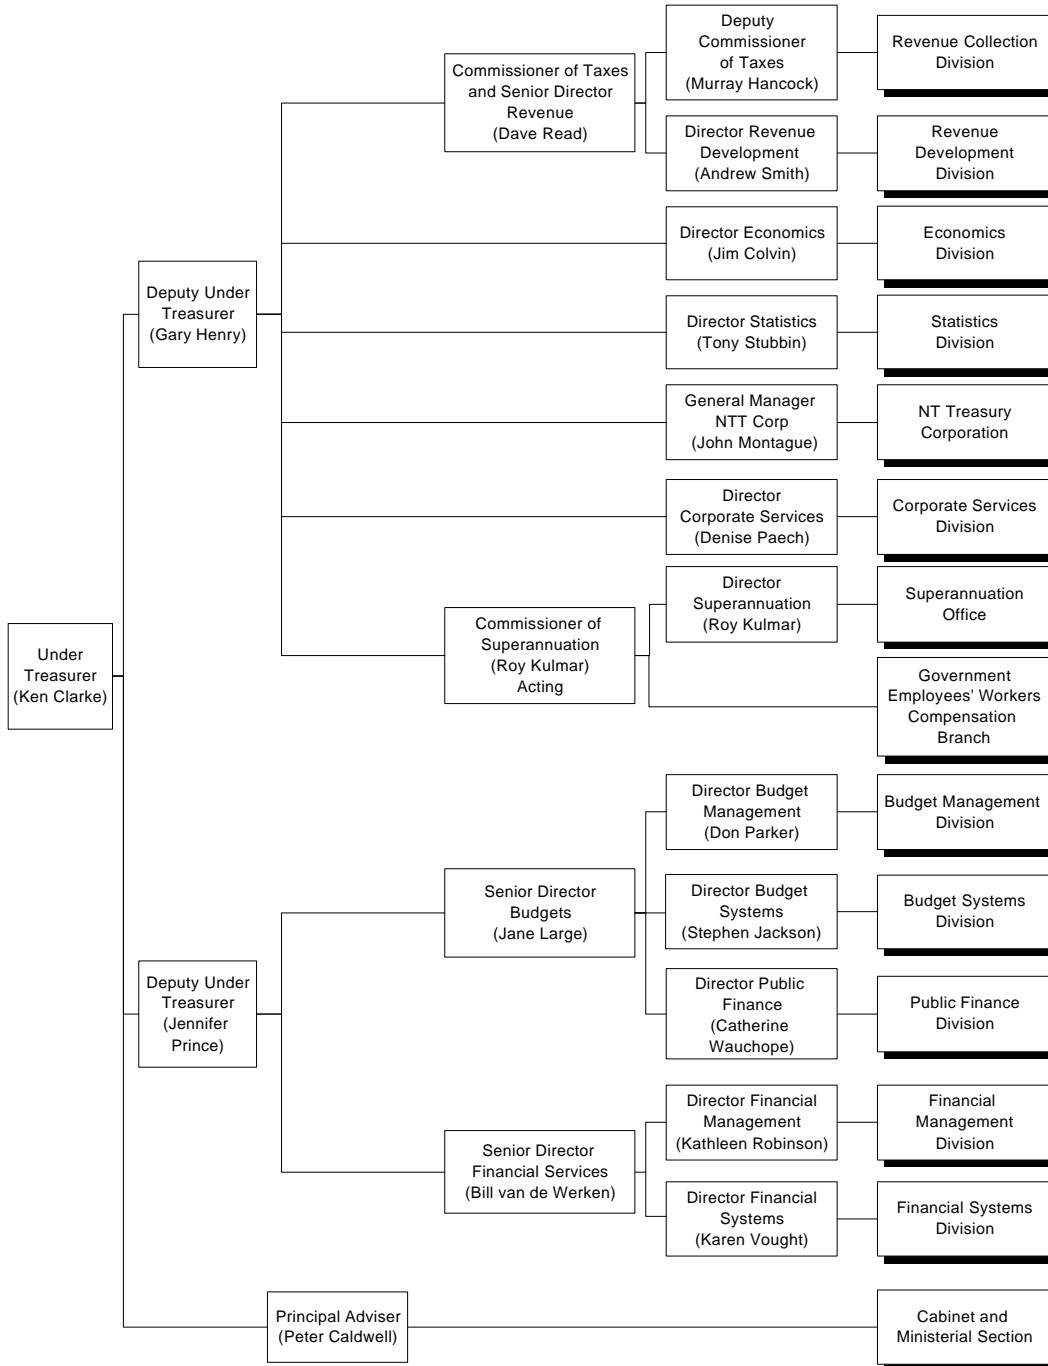 Under
Treasurer
(Ken Clarke)
Deputy Under
Treasurer
(Gary Henry)
Commissioner of Taxes
and Senior Director
Revenue
(Dave Read)
Deputy
Commissioner
of Taxes
(Murray Hancock)
Revenue Collection
Division
Director Revenue
Development
(Andrew Smith)
Revenue
Development
Division
Director Economics
(Jim Colvin)
Economics
Division
Director Statistics
(Tony Stubbin)
Statistics
Division
General Manager
NTT Corp
(John Montague)
NT Treasury
Corporation
Director
Corporate Services
(Denise Paech)
Corporate Services
Division
Commissioner of
Superannuation
(Roy Kulmar)
Acting
Director
Superannuation
(Roy Kulmar)
Superannuation
Office
Government
Employees' Workers
Compensation
Branch
Deputy Under
Treasurer
(Jennifer
Prince)
Senior Director
Budgets
(Jane Large)
Director Budget
Management
(Don Parker)
Budget Management
Division
Director Budget
Systems
(Stephen Jackson)
Budget Systems
Division
Director Public
Finance
(Catherine
Wauchope)
Public Finance
Division
Senior Director
Financial Services
(Bill van de Werken)
Director Financial
Management
(Kathleen Robinson)
Financial
Management
Division
Director Financial
Systems
(Karen Vought)
Financial Systems
Division
Principal Adviser
(Peter Caldwell)
Cabinet and
Ministerial Section